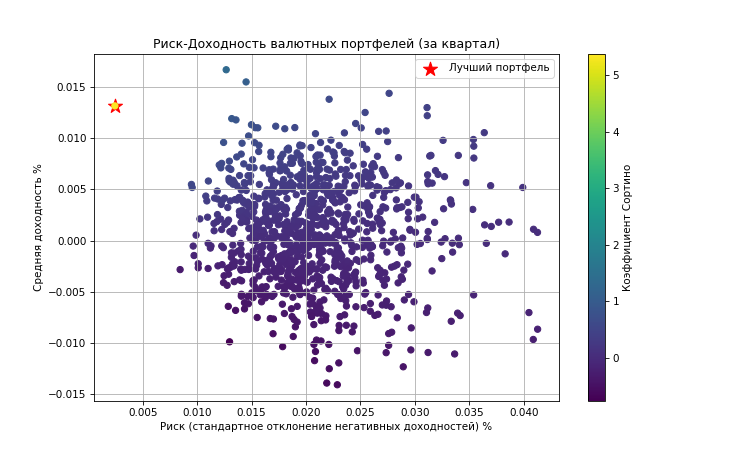 Риск-Доходность валютных портфелей (за квартал)
Лучший портфель
0.015
0.010
0.005
0.000
−0.005
−0.010
−0.015
Средняя доходность %
0.005 0.010 0.015 0.020 0.025 0.030 0.035 0.040
Риск (стандартное отклонение негативных доходностей) %
5
4
3
2
1
0
Коэффициент Сортино